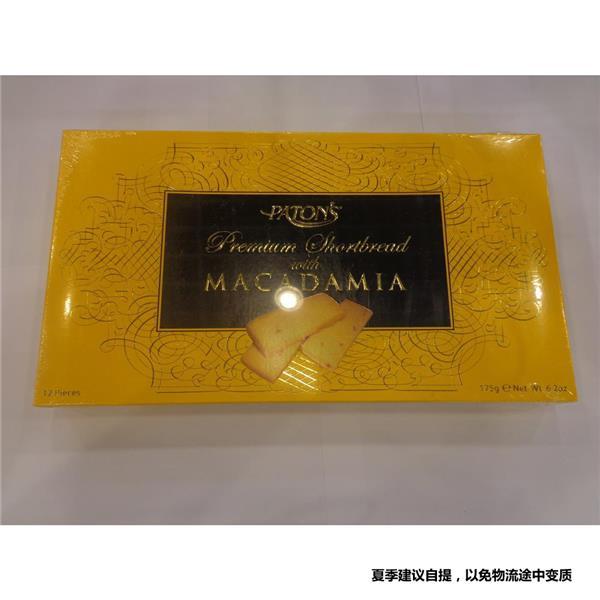 PATON'S
Premium Shortbread
with
MACADAMIA
12 Pieces
175g ℮ Net. Wt. 6.2oz
夏季建议自提，以免物流途中变质